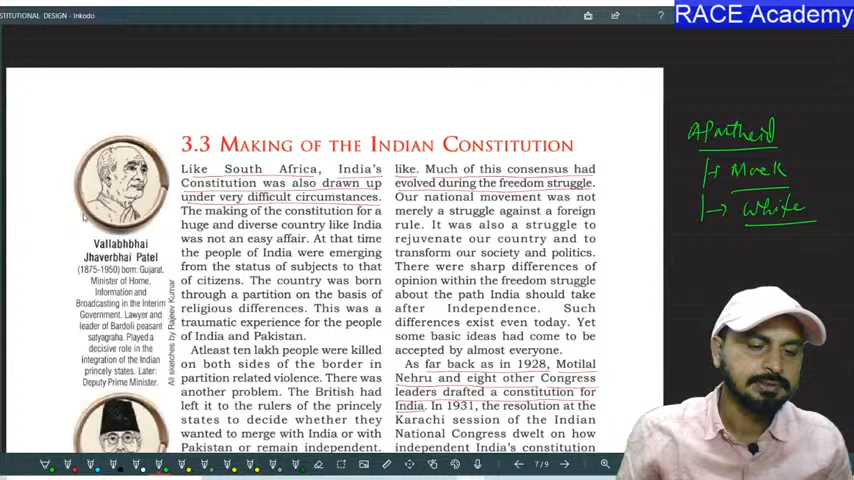 STITUTIONAL DESIGN - Inkodo
RACE Academy
3.3 MAKING OF THE INDIAN CONSTITUTION
Like South Africa, India's
Constitution was also drawn up
under very difficult circumstances.
The making of the constitution for a
huge and diverse country like India
was not an easy affair. At that time
the people of India were emerging
from the status of subjects to that
of citizens. The country was born
through a partition on the basis of
religious differences. This was a
traumatic experience for the people
of India and Pakistan.
Atleast ten lakh people were killed
on both sides of the border in
partition related violence. There was
another problem. The British had
left it to the rulers of the princely
states to decide whether they
wanted to merge with India or with
Pakistan or remain independent.
like. Much of this consensus had
evolved during the freedom struggle.
Our national movement was not
merely a struggle against a foreign
rule. It was also a struggle to
rejuvenate our country and to
transform our society and politics.
There were sharp differences of
opinion within the freedom struggle
about the path India should take
after Independence. Such
differences exist even today. Yet
some basic ideas had come to be
accepted by almost everyone.
As far back as in 1928, Motilal
Nehru and eight other Congress
leaders drafted a constitution for
India. In 1931, the resolution at the
Karachi session of the Indian
National Congress dwelt on how
independent India's constitution
Vallabhbhai
Jhaverbhai Patel
(1875-1950) born: Gujarat.
Minister of Home,
Information and
Broadcasting in the Interim
Government. Lawyer and
leader of Bardoli peasant
satyagraha. Played a
decisive role in the
integration of the Indian
princely states. Later:
Deputy Prime Minister.
All sketches by Rajeev Kumar
Apartheid
White
7/9